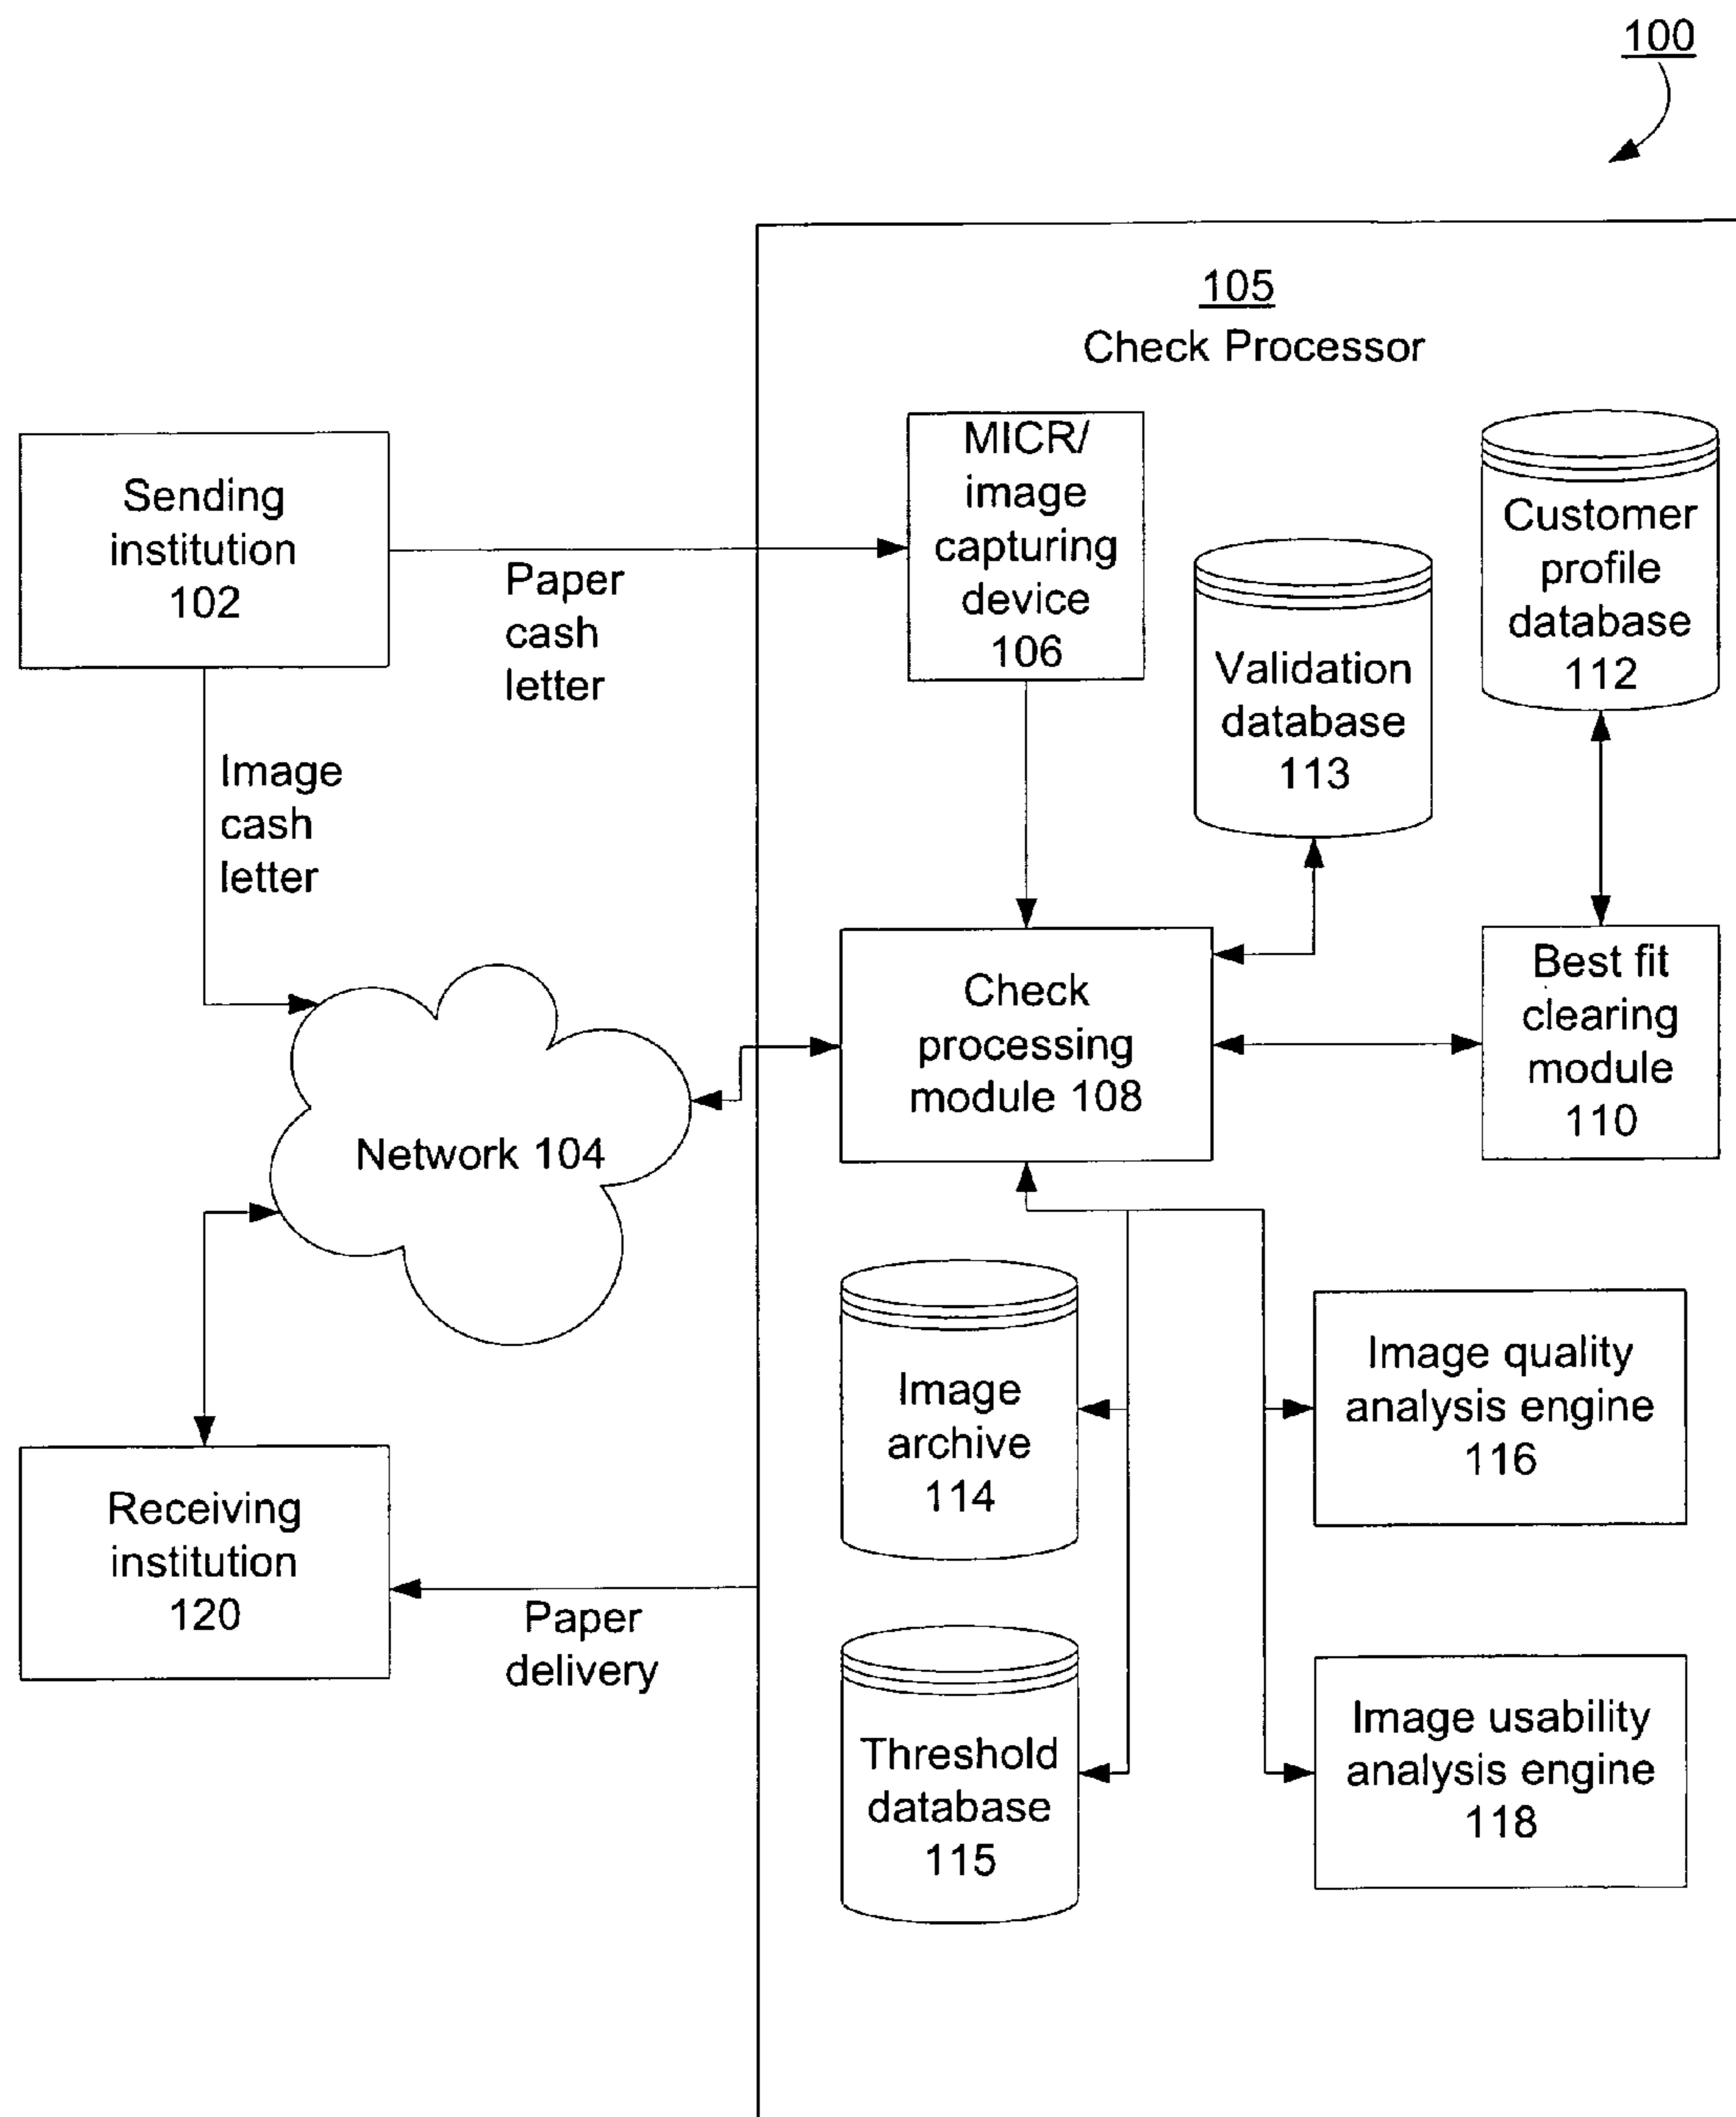 100
105
Check Processor
Sending
institution
102
Paper
cash
letter
MICR/
image
capturing
device
106
Validation
database
113
Customer
profile
database
112
Image
cash
letter
Check
processing
module 108
Best fit
clearing
module
110
Network 104
Image
archive
114
Image quality
analysis engine
116
Receiving
institution
120
Paper
delivery
Threshold
database
115
Image usability
analysis engine
118